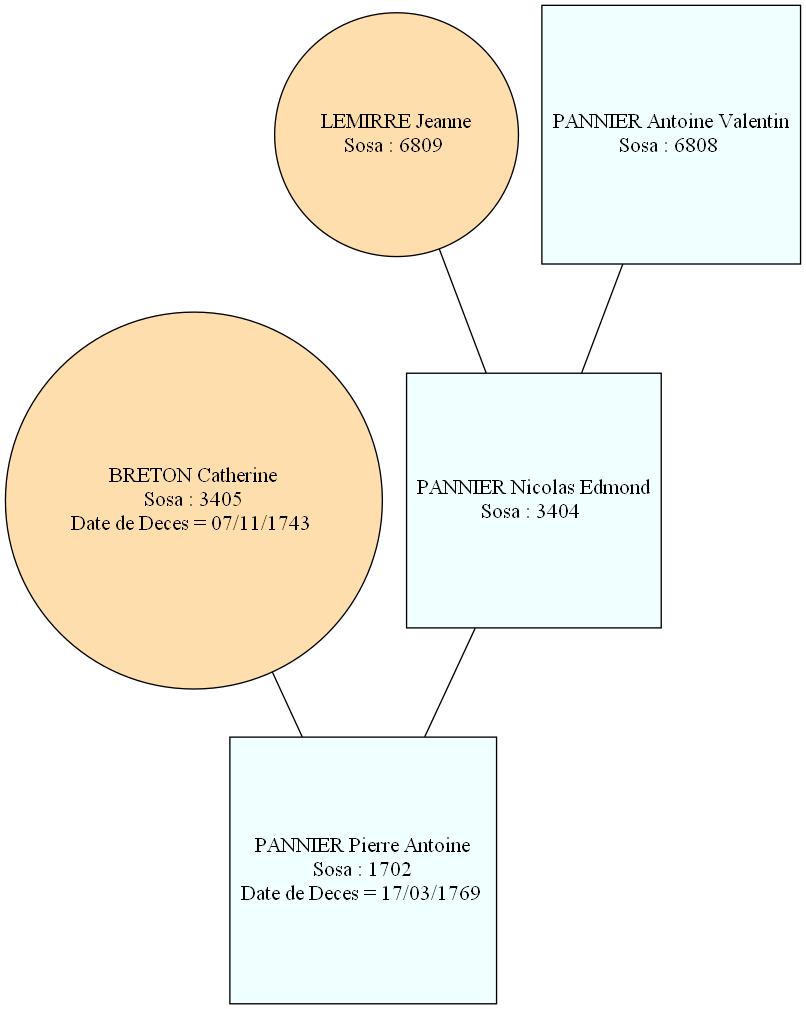 LEMIRRE Jeanne
Sosa : 6809
PANNIER Antoine Valentin
Sosa : 6808
BRETON Catherine
Sosa : 3405
Date de Deces = 07/11/1743
PANNIER Nicolas Edmond
Sosa : 3404
PANNIER Pierre Antoine
Sosa : 1702
Date de Deces = 17/03/1769